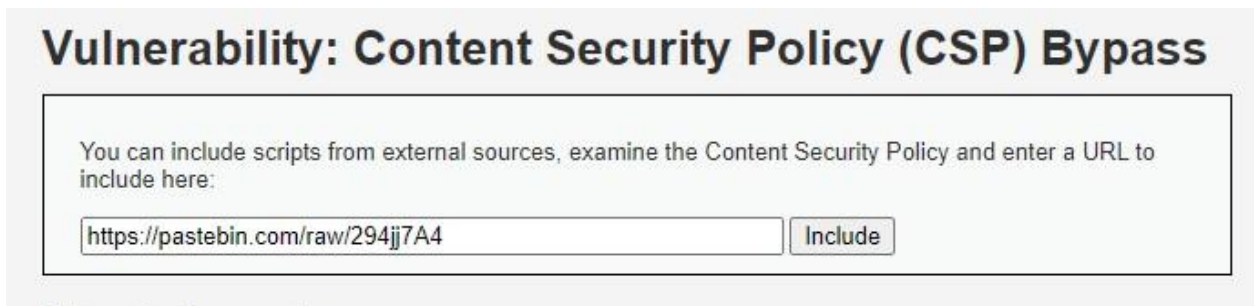 Vulnerability: Content Security Policy (CSP) Bypass
You can include scripts from external sources, examine the Content Security Policy and enter a URL to
include here:
https://pastebin.com/raw/294jj7A4 Include